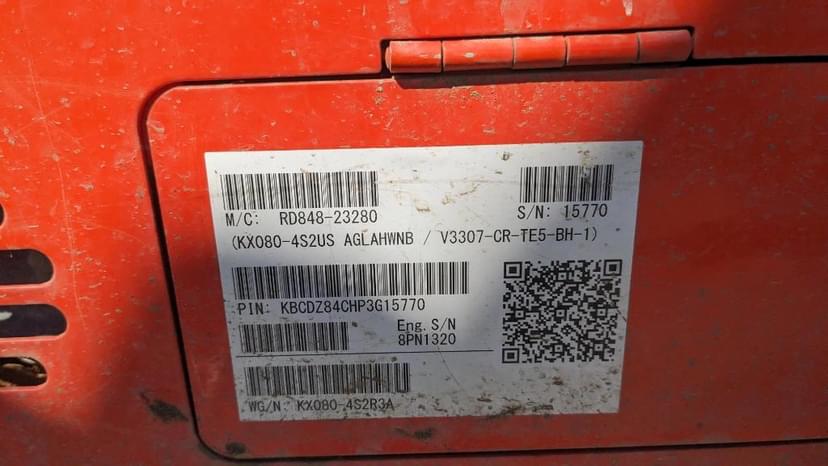 M/C: RD848-23280
S/N: 15770
(KX080-4S2US AGLAHWNB / V3307-CR-TE5-BH-1)
PIN: KBCDZ84CHP3G15770
Eng.S/N
8PN1320
WG/N: KX080-4S2R3A